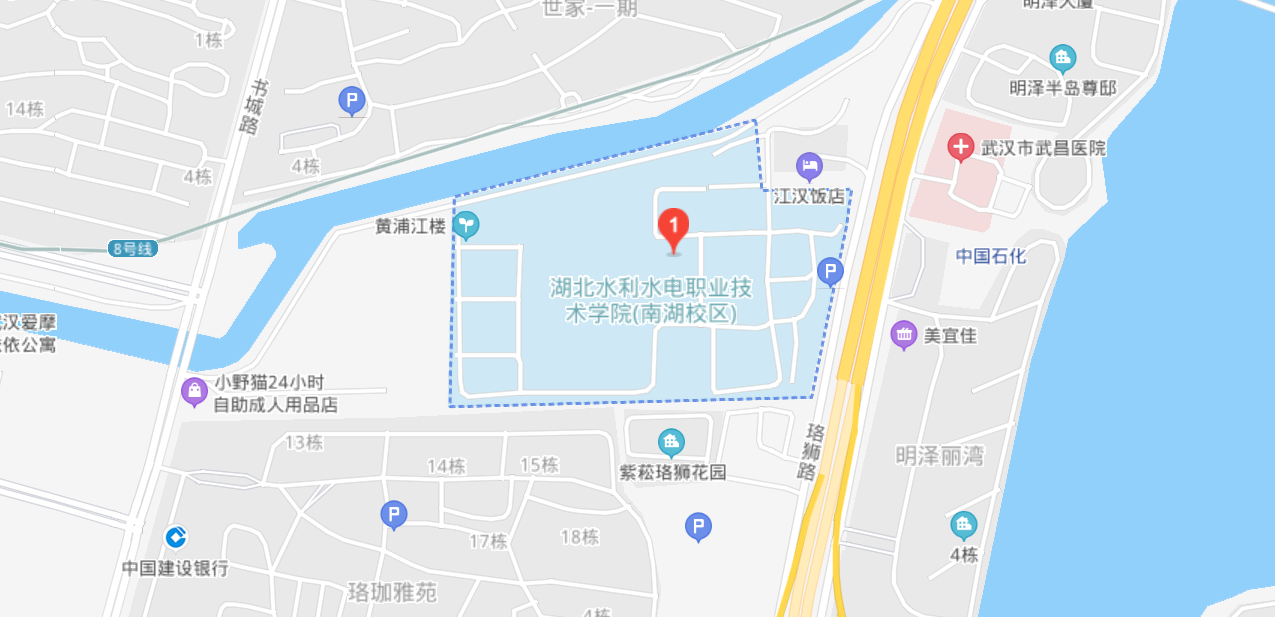 世家-一期
明泽大厦
1栋
明泽半岛尊邸
P
书城路
14栋
武汉市武昌医院
4栋
4栋
江汉饭店
1
黄浦江楼
8号线
中国石化
P
湖北水利水电职业技
术学院(南湖校区)
汉爱摩
依公寓
美宜佳
小野猫24小时
自助成人用品店
珞狮路
13栋
14栋
15栋
紫菘珞狮花园
明泽丽湾
P
P
17栋
18栋
4栋
中国建设银行
珞珈雅苑
4栋